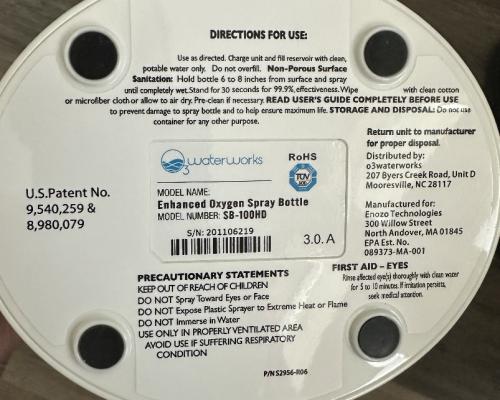 DIRECTIONS FOR USE:
Use as directed. Charge unit and fill reservoir with clean,
potable water only. Do not overfill. Non-Porous Surface
Sanitation: Hold bottle 6 to 8 inches from surface and spray
until completely wet. Stand for 30 seconds for 99.9% effectiveness. Wipe with clean cotton
or microfiber cloth or allow to air dry. Pre-clean if necessary. READ USER'S GUIDE COMPLETELY BEFORE USE
to prevent damage to spray bottle and to help ensure maximum life. STORAGE AND DISPOSAL: Do not use
container for any other purpose.
Return unit to manufacturer
for proper disposal.
Distributed by:
o3waterworks
207 Byers Creek Road, Unit D
Mooresville, NC 28117
Manufactured for:
Enozo Technologies
300 Willow Street
North Andover, MA 01845
EPA Est. No.
089373-MA-001
O3waterworks
RoHS
TÜV
MODEL NAME:
Enhanced Oxygen Spray Bottle
MODEL NUMBER: SB-100HD
S/N: 201106219
3.0. A
U.S.Patent No.
9,540,259 &
8,980,079
PRECAUTIONARY STATEMENTS
KEEP OUT OF REACH OF CHILDREN
DO NOT Spray Toward Eyes or Face
DO NOT Expose Plastic Sprayer to Extreme Heat or Flame
DO NOT Immerse in Water
USE ONLY IN PROPERLY VENTILATED AREA
AVOID USE IF SUFFERING RESPIRATORY
CONDITION
FIRST AID – EYES
Rinse affected eye(s) thoroughly with clean water
for 5 to 10 minutes. If irritation persists,
seek medical attention.
P/N S2956-R06